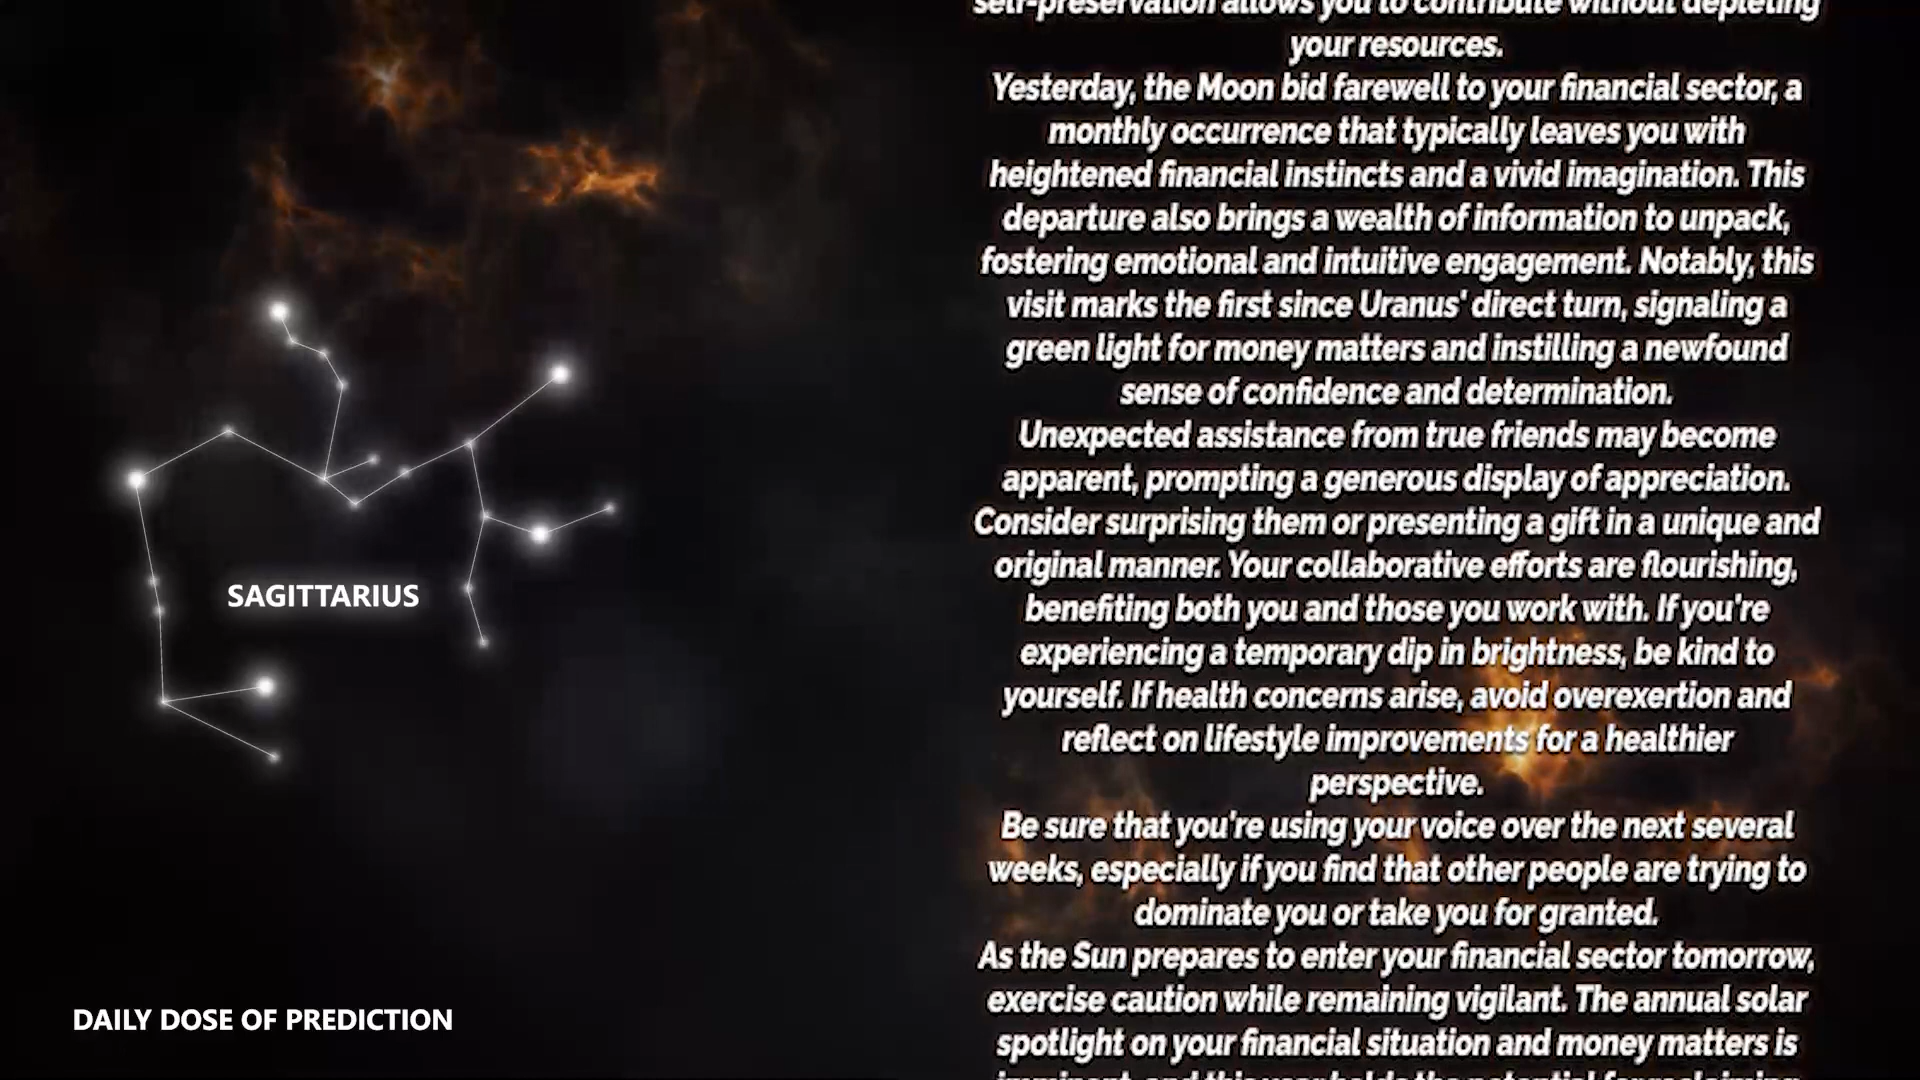 self-preservation allows you to contribute without depleting
your resources.
Yesterday, the Moon bid farewell to your financial sector, a
monthly occurrence that typically leaves you with
heightened financial instincts and a vivid imagination. This
departure also brings a wealth of information to unpack,
fostering emotional and intuitive engagement. Notably, this
visit marks the first since Uranus' direct turn, signaling a
green light for money matters and instilling a newfound
sense of confidence and determination.
Unexpected assistance from true friends may become
apparent, prompting a generous display of appreciation.
Consider surprising them or presenting a gift in a unique and
original manner. Your collaborative efforts are flourishing,
benefiting both you and those you work with. If you're
experiencing a temporary dip in brightness, be kind to
yourself. If health concerns arise, avoid overexertion and
reflect on lifestyle improvements for a healthier
perspective.
Be sure that you're using your voice over the next several
weeks, especially if you find that other people are trying to
dominate you or take you for granted.
As the Sun prepares to enter your financial sector tomorrow,
exercise caution while remaining vigilant. The annual solar
spotlight on your financial situation and money matters is
SAGITTARIUS
DAILY DOSE OF PREDICTION